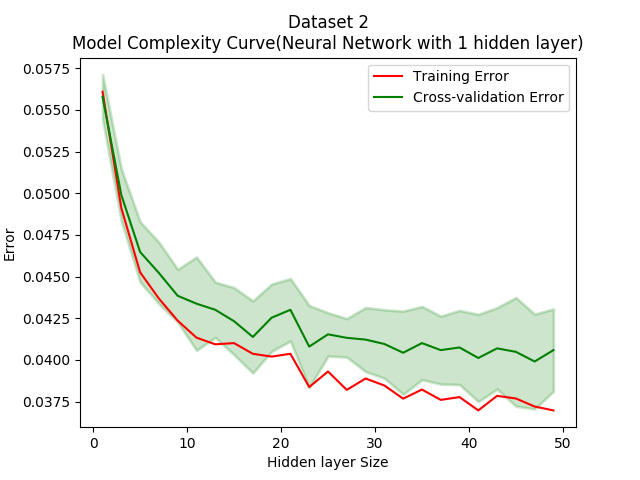 Dataset 2
Model Complexity Curve(Neural Network with 1 hidden layer)
Training Error
Cross-validation Error
0.0575
0.0550
0.0525
0.0500
0.0475
0.0450
0.0425
0.0400
0.0375
Error
0 10 20 30 40 50
Hidden layer Size